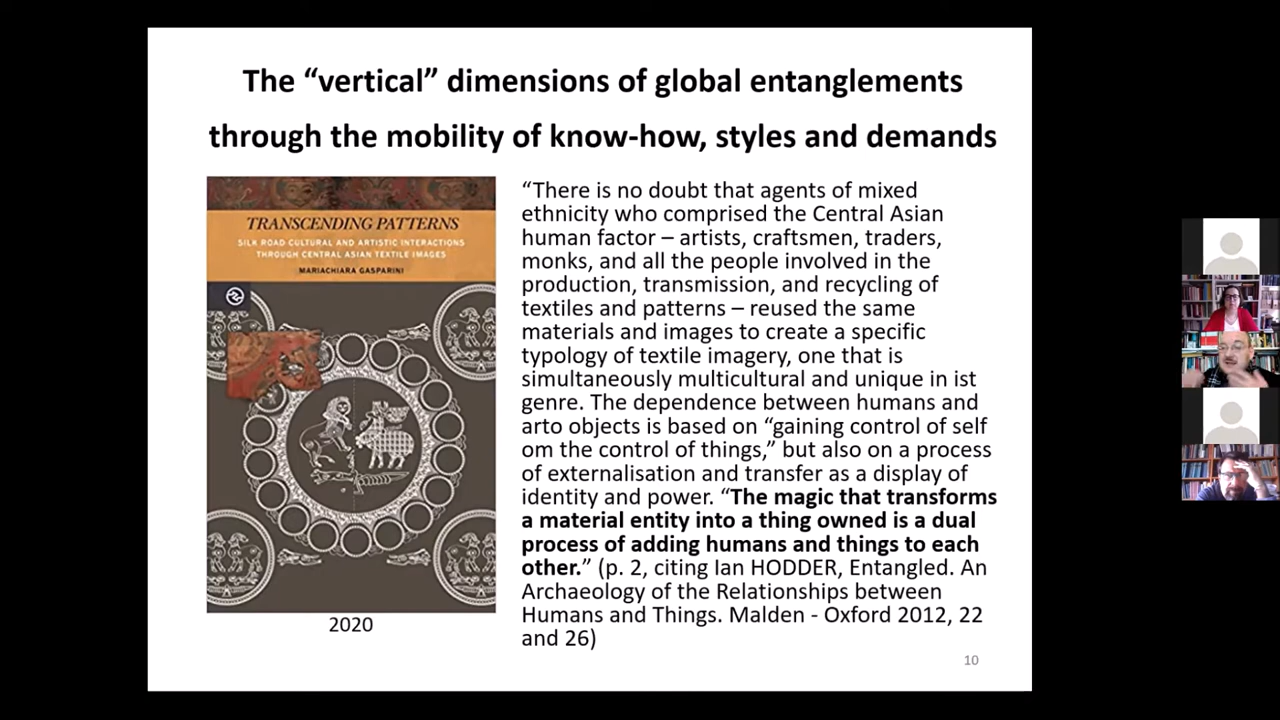 The “vertical” dimensions of global entanglements
through the mobility of know-how, styles and demands
TRANSCENDING PATTERNS
SILK ROAD CULTURAL AND ARTISTIC INTERACTIONS
THROUGH CENTRAL ASIAN TEXTILE IMAGES
MARIACHIARA GASPARINI
2020
“There is no doubt that agents of mixed
ethnicity who comprised the Central Asian
human factor – artists, craftsmen, traders,
monks, and all the people involved in the
production, transmission, and recycling of
textiles and patterns – reused the same
materials and images to create a specific
typology of textile imagery, one that is
simultaneously multicultural and unique in ist
genre. The dependence between humans and
arto objects is based on “gaining control of self
om the control of things,” but also on a process
of externalisation and transfer as a display of
identity and power. “The magic that transforms
a material entity into a thing owned is a dual
process of adding humans and things to each
other.” (p. 2, citing Ian HODDER, Entangled. An
Archaeology of the Relationships between
Humans and Things. Malden - Oxford 2012, 22
and 26)
10